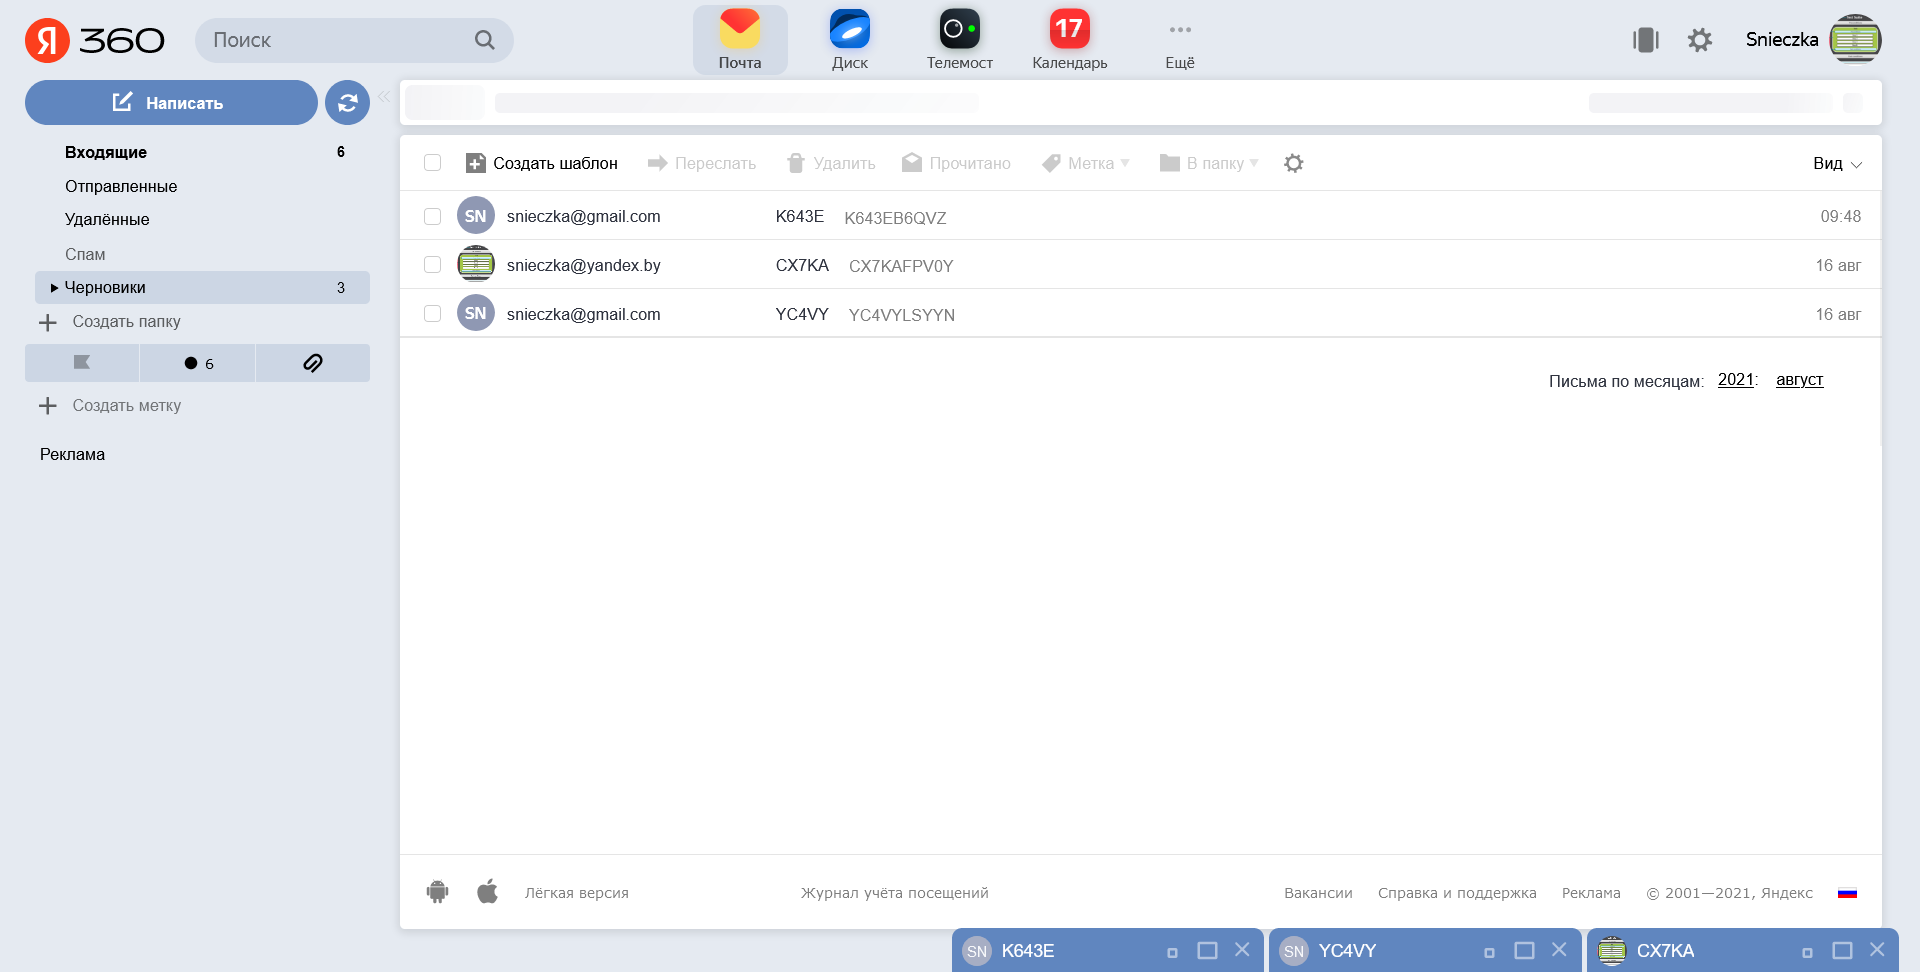 Я 360
Поиск
Почта
Диск
Телемост
17
Календарь
Ещё
Snieczka
Написать
Входящие 6
Отправленные
Удалённые
Спам
Черновики 3
Создать папку
6
Создать метку
Реклама
Создать шаблон Переслать Удалить Прочитано Метка В папку Вид
SN snieczka@gmail.com K643E K643EB6QVZ 09:48
snieczka@yandex.by CX7KA CX7KAFPV0Y 16 авг
SN snieczka@gmail.com YC4VY YC4VYLSYYN 16 авг
Письма по месяцам: 2021: август
Лёгкая версия Журнал учёта посещений Вакансии Справка и поддержка Реклама © 2001—2021, Яндекс
SN K643E
SN YC4VY
CX7KA